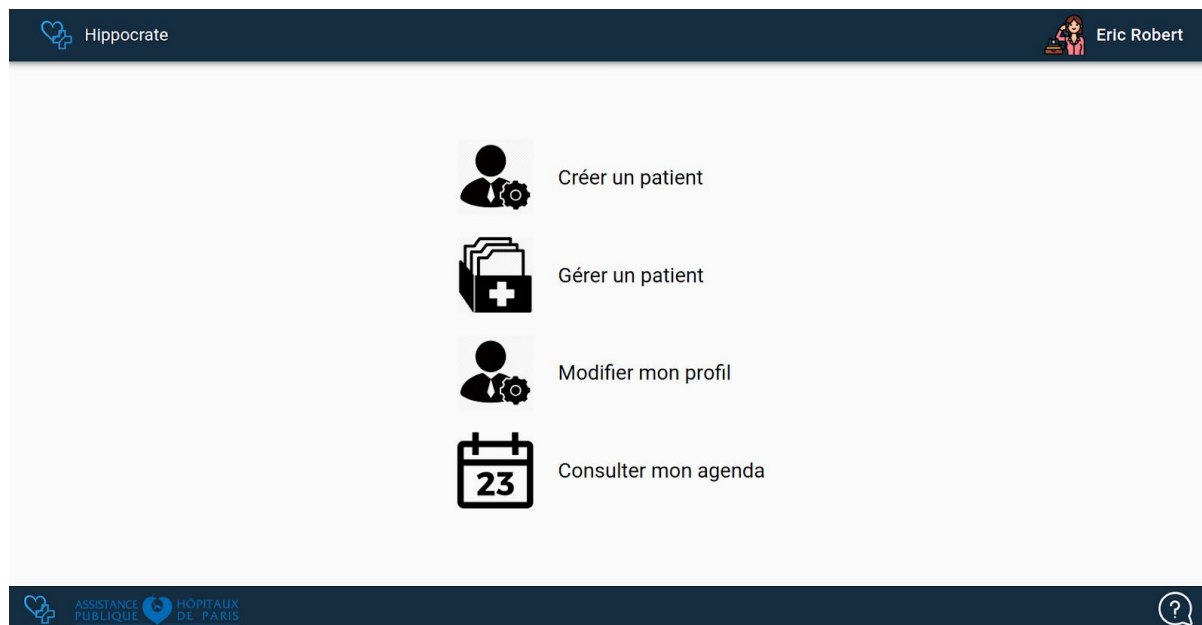 Hippocrate
Eric Robert
Créer un patient
Gérer un patient
Modifier mon profil
23
Consulter mon agenda
ASSISTANCE HÔPITAUX
PUBLIQUE DE PARIS
?